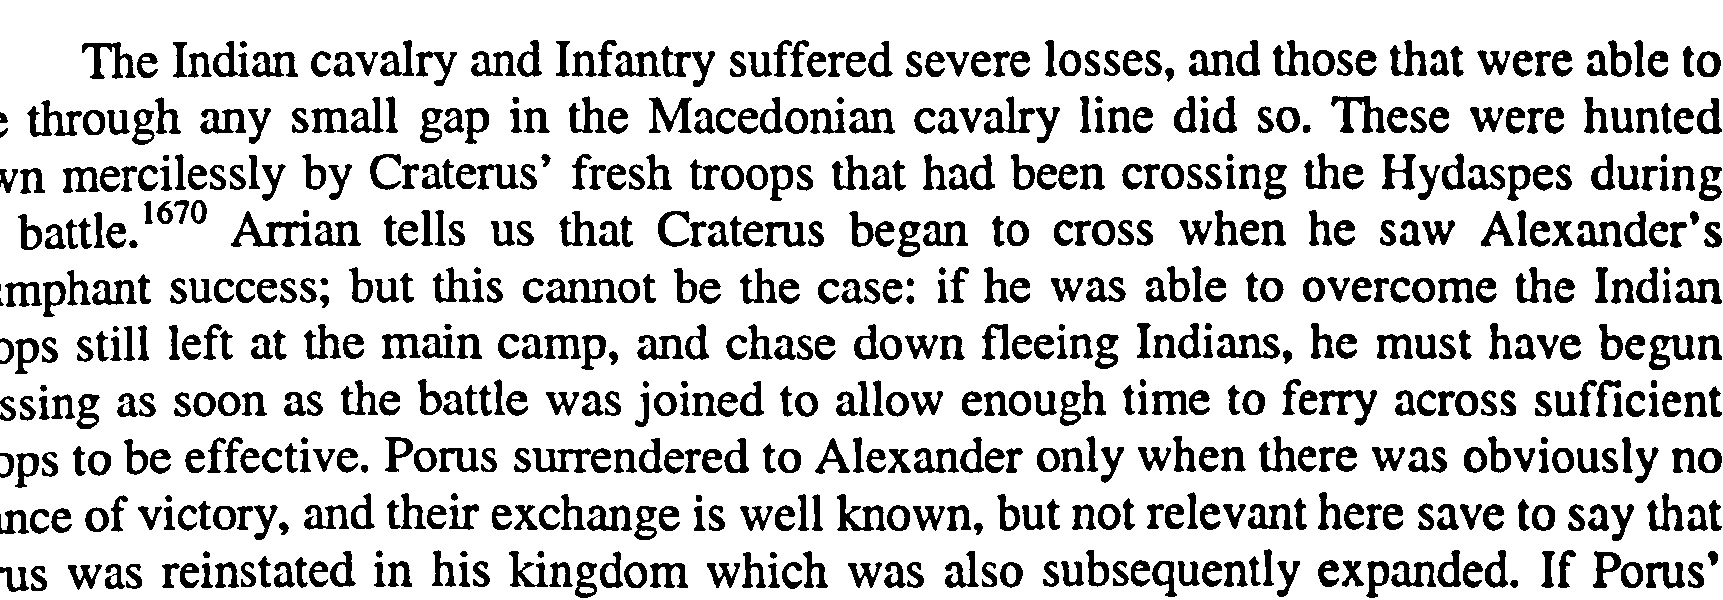 The Indian cavalry and Infantry suffered severe losses, and those that were able to
through any small gap in the Macedonian cavalry line did so. These were hunted
mercilessly by Craterus' fresh troops that had been crossing the Hydaspes during
battle.1670 Arrian tells us that Craterus began to cross when he saw Alexander's
success; but this cannot be the case: if he was able to overcome the Indian
still left at the main camp, and chase down fleeing Indians, he must have begun
as soon as the battle was joined to allow enough time to ferry across sufficient
to be effective. Porus surrendered to Alexander only when there was obviously no
of victory, and their exchange is well known, but not relevant here save to say that
was reinstated in his kingdom which was also subsequently expanded. If Porus'